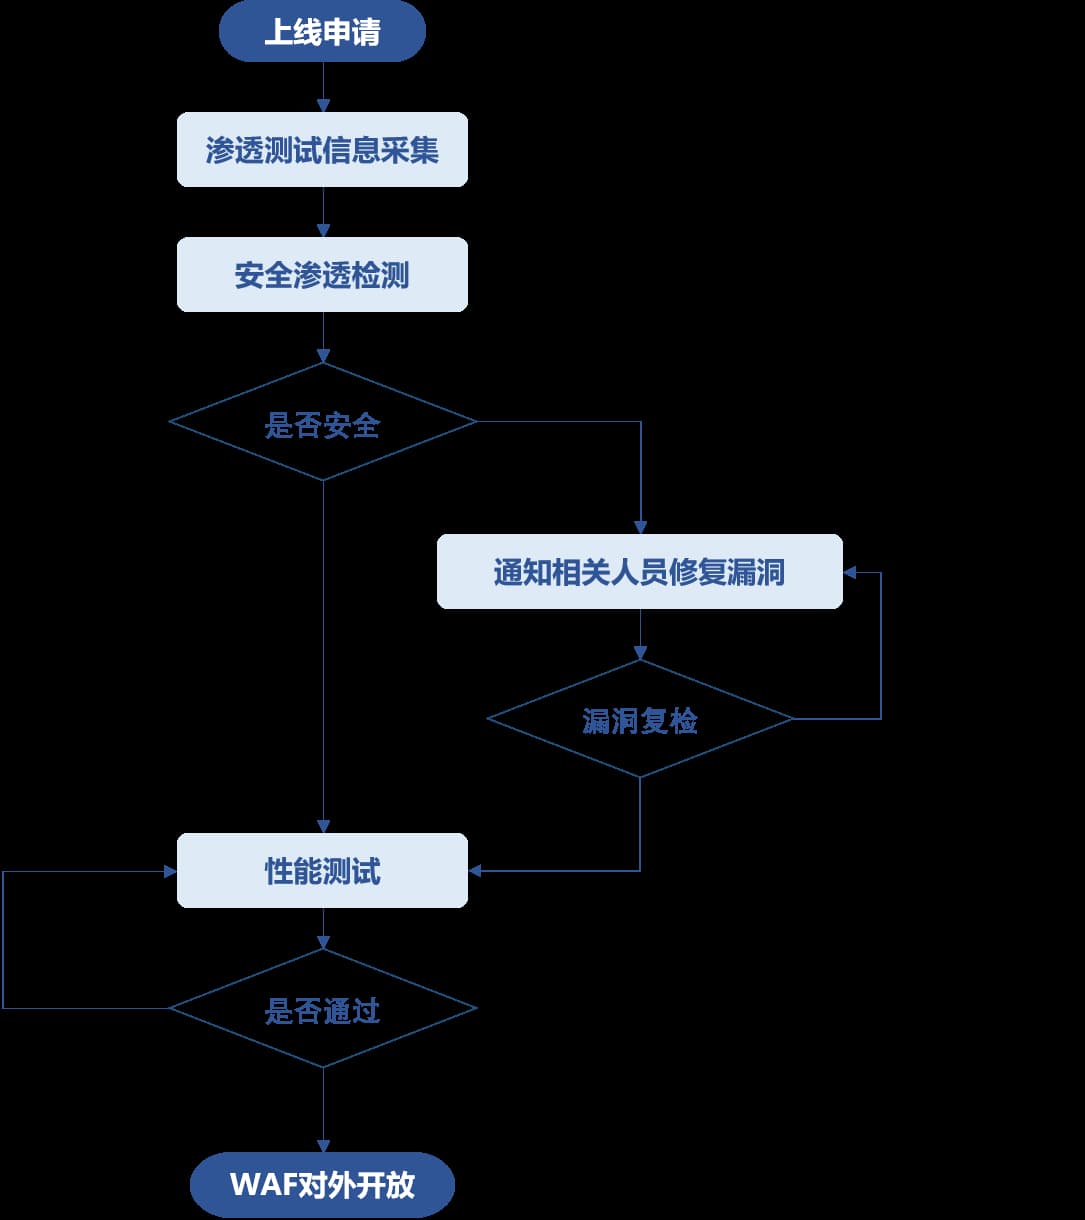 上线申请
渗透测试信息采集
安全渗透检测
是否安全
通知相关人员修复漏洞
漏洞复检
性能测试
是否通过
WAF对外开放